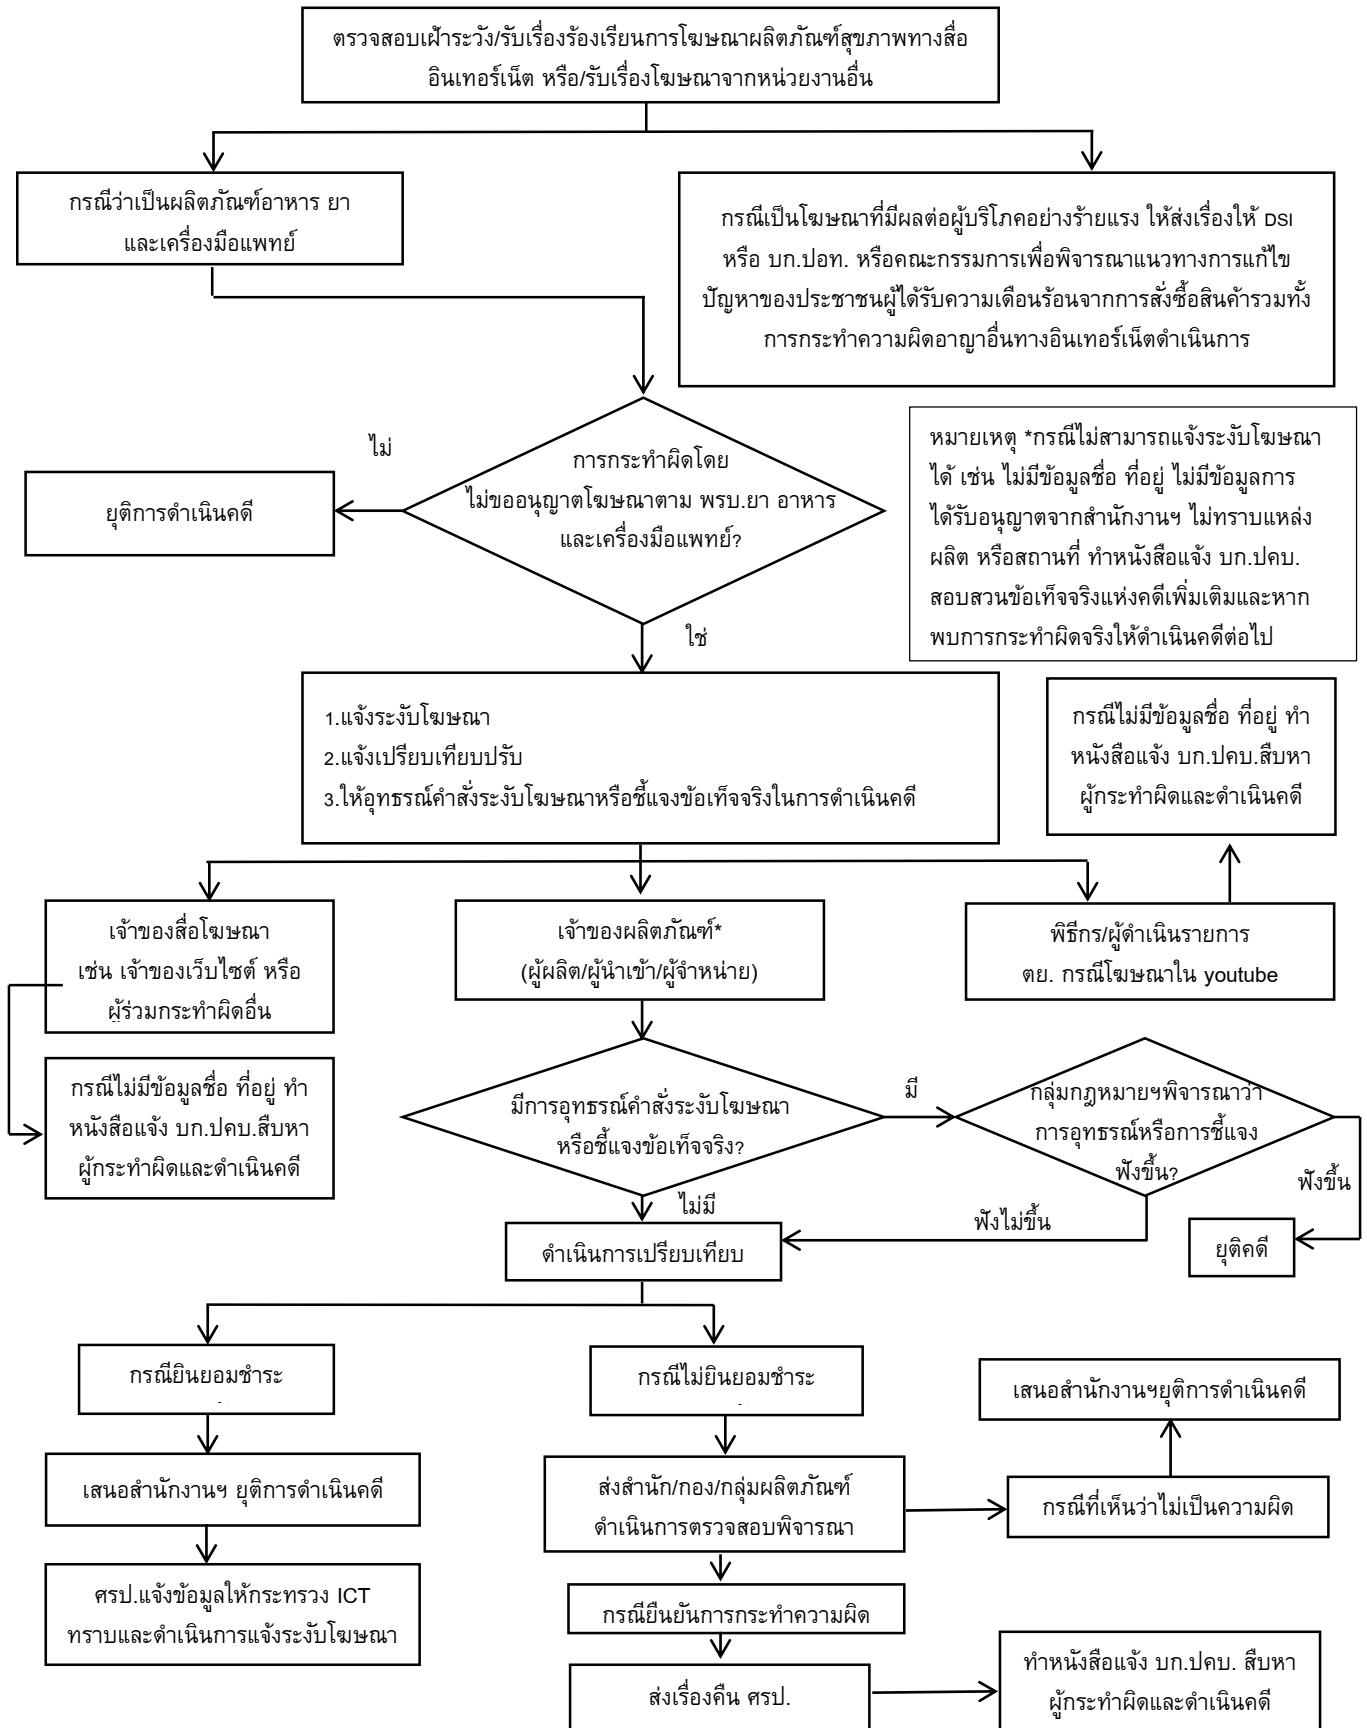 ตรวจสอบเฝ้าระวัง/รับเรื่องร้องเรียนการโฆษณาผลิตภัณฑ์สุขภาพทางสื่อ
อินเทอร์เน็ต หรือ/รับเรื่องโฆษณาจากหน่วยงานอื่น
กรณีว่าเป็นผลิตภัณฑ์อาหาร ยา
และเครื่องมือแพทย์
กรณีเป็นโฆษณาที่มีผลต่อผู้บริโภคอย่างร้ายแรง ให้ส่งเรื่องให้ DSI
หรือ บก.ปอท. หรือคณะกรรมการเพื่อพิจารณาแนวทางการแก้ไข
ปัญหาของประชาชนผู้ได้รับความเดือนร้อนจากการสั่งซื้อสินค้ารวมทั้ง
การกระทำความผิดอาญาอื่นทางอินเทอร์เน็ตดำเนินการ
การกระทำผิดโดย
ไม่ขออนุญาตโฆษณาตาม พรบ.ยา อาหาร
และเครื่องมือแพทย์?
ไม่
ยุติการดำเนินคดี
หมายเหตุ *กรณีไม่สามารถแจ้งระงับโฆษณา
ได้ เช่น ไม่มีข้อมูลชื่อ ที่อยู่ ไม่มีข้อมูลการ
ได้รับอนุญาตจากสำนักงานฯ ไม่ทราบแหล่ง
ผลิต หรือสถานที่ ทำหนังสือแจ้ง บก.ปคบ.
สอบสวนข้อเท็จจริงแห่งคดีเพิ่มเติมและหาก
พบการกระทำผิดจริงให้ดำเนินคดีต่อไป
ใช่
1.แจ้งระงับโฆษณา
2.แจ้งเปรียบเทียบปรับ
3.ให้อุทธรณ์คำสั่งระงับโฆษณาหรือชี้แจงข้อเท็จจริงในการดำเนินคดี
กรณีไม่มีข้อมูลชื่อ ที่อยู่ ทำ
หนังสือแจ้ง บก.ปคบ.สืบหา
ผู้กระทำผิดและดำเนินคดี
เจ้าของสื่อโฆษณา
เช่น เจ้าของเว็บไซต์ หรือ
ผู้ร่วมกระทำผิดอื่น
เจ้าของผลิตภัณฑ์*
(ผู้ผลิต/ผู้นำเข้า/ผู้จำหน่าย)
พิธีกร/ผู้ดำเนินรายการ
ตย. กรณีโฆษณาใน youtube
กรณีไม่มีข้อมูลชื่อ ที่อยู่ ทำ
หนังสือแจ้ง บก.ปคบ.สืบหา
ผู้กระทำผิดและดำเนินคดี
มีการอุทธรณ์คำสั่งระงับโฆษณา
หรือชี้แจงข้อเท็จจริง?
มี
กลุ่มกฎหมายฯพิจารณาว่า
การอุทธรณ์หรือการชี้แจง
ฟังขึ้น?
ฟังขึ้น
ไม่มี
ฟังไม่ขึ้น
ดำเนินการเปรียบเทียบ
ยุติคดี
กรณียินยอมชำระ
กรณีไม่ยินยอมชำระ
เสนอสำนักงานฯยุติการดำเนินคดี
เสนอสำนักงานฯ ยุติการดำเนินคดี
ส่งสำนัก/กอง/กลุ่มผลิตภัณฑ์
ดำเนินการตรวจสอบพิจารณา
กรณีที่เห็นว่าไม่เป็นความผิด
ศรป.แจ้งข้อมูลให้กระทรวง ICT
ทราบและดำเนินการแจ้งระงับโฆษณา
กรณียืนยันการกระทำความผิด
ส่งเรื่องคืน ศรป.
ทำหนังสือแจ้ง บก.ปคบ. สืบหา
ผู้กระทำผิดและดำเนินคดี